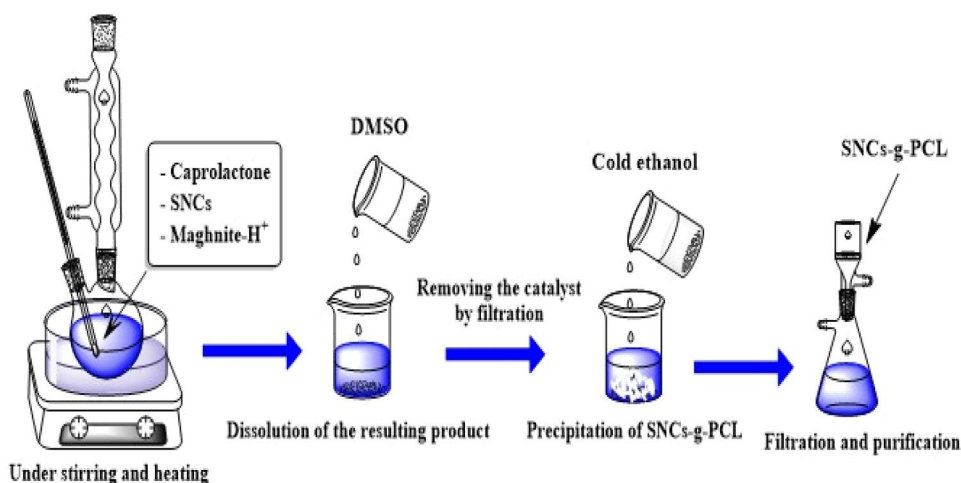 - Caprolactone
- SNCs
- Maghnite-H⁺
Under stirring and heating
DMSO
Dissolution of the resulting product
Removing the catalyst
by filtration
Cold ethanol
Precipitation of SNCs-g-PCL
SNCs-g-PCL
Filtration and purification